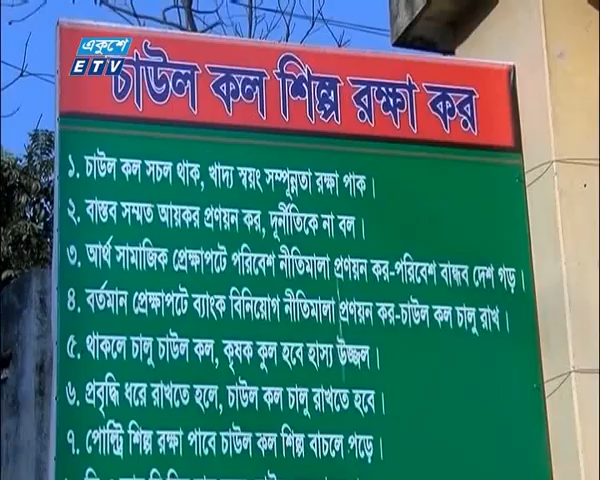 একুশে
ETV
চাউল কল শিল্প রক্ষা কর
১. চাউল কল সচল থাক, খাদ্য স্বয়ং সম্পূন্নতা রক্ষা পাক।
২. বাস্তব সম্মত আয়কর প্রণয়ন কর, দূর্নীতিকে না বল।
৩. আর্থ সামাজিক প্রেক্ষাপটে পরিবেশ নীতিমালা প্রণয়ন কর-পরিবেশ বান্ধব দেশ গড়।
৪. বর্তমান প্রেক্ষাপটে ব্যাংক বিনিয়োগ নীতিমালা প্রণয়ন কর-চাউল কল চালু রাখ।
৫. থাকলে চালু চাউল কল, কৃষক কুল হবে হাস্য উজ্জল।
৬. প্রবৃদ্ধি ধরে রাখতে হলে, চাউল কল চালু রাখতে হবে।
৭. পোল্ট্রি শিল্প রক্ষা পাবে চাউল কল শিল্প বাচলে পড়ে।